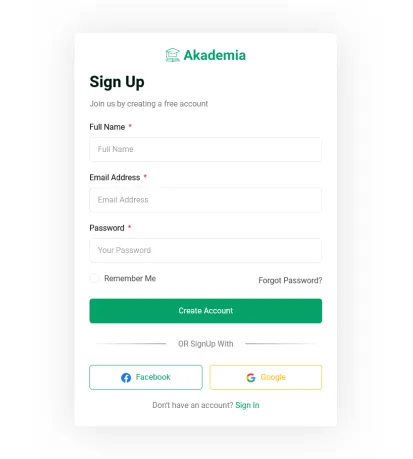 Akademia
Sign Up
Join us by creating a free account
Full Name *
Full Name
Email Address *
Email Address
Password *
Your Password
Remember Me Forgot Password?
Create Account
OR SignUp With
Facebook Google
Don't have an account? Sign In